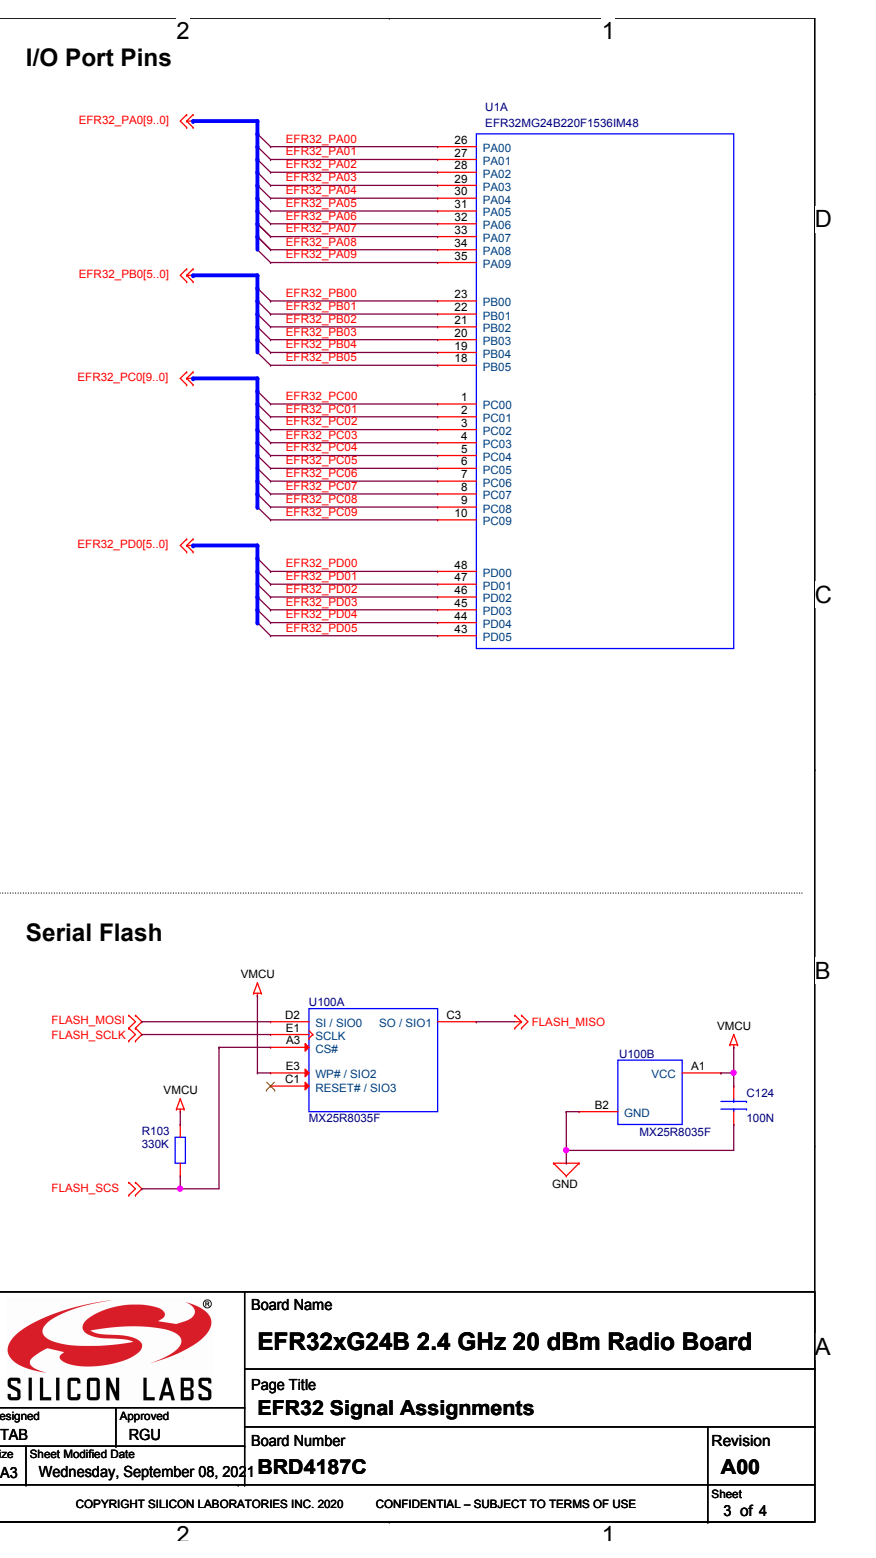 2 1
I/O Port Pins
U1A
EFR32MG24B220F1536IM48
EFR32_PA0[9..0]
EFR32_PA00 26 PA00
EFR32_PA01 27 PA01
EFR32_PA02 28 PA02
EFR32_PA03 29 PA03
EFR32_PA04 30 PA04
EFR32_PA05 31 PA05
EFR32_PA06 32 PA06
EFR32_PA07 33 PA07
EFR32_PA08 34 PA08
EFR32_PA09 35 PA09
D
EFR32_PB0[5..0]
EFR32_PB00 23 PB00
EFR32_PB01 22 PB01
EFR32_PB02 21 PB02
EFR32_PB03 20 PB03
EFR32_PB04 19 PB04
EFR32_PB05 18 PB05
EFR32_PC0[9..0]
EFR32_PC00 1 PC00
EFR32_PC01 2 PC01
EFR32_PC02 3 PC02
EFR32_PC03 4 PC03
EFR32_PC04 5 PC04
EFR32_PC05 6 PC05
EFR32_PC06 7 PC06
EFR32_PC07 8 PC07
EFR32_PC08 9 PC08
EFR32_PC09 10 PC09
EFR32_PD0[5..0]
EFR32_PD00 48 PD00
EFR32_PD01 47 PD01
EFR32_PD02 46 PD02
EFR32_PD03 45 PD03
EFR32_PD04 44 PD04
EFR32_PD05 43 PD05
C
Serial Flash
B
VMCU
U100A
FLASH_MOSI D2 SI / SIO0 SO / SIO1 C3 FLASH_MISO
FLASH_SCLK E1 SCLK
A3 CS#
E3 WP# / SIO2
C1 RESET# / SIO3
MX25R8035F
VMCU
R103
330K
FLASH_SCS
VMCU
U100B
VCC A1
B2 GND
MX25R8035F
C124
100N
GND
®
SILICON LABS
Board Name
EFR32xG24B 2.4 GHz 20 dBm Radio Board
A
Page Title
EFR32 Signal Assignments
esigned Approved
TAB RGU
Board Number Revision
BRD4187C A00
ize Sheet Modified Date
A3 Wednesday, September 08, 2021
COPYRIGHT SILICON LABORATORIES INC. 2020 CONFIDENTIAL – SUBJECT TO TERMS OF USE
Sheet
3 of 4
2 1